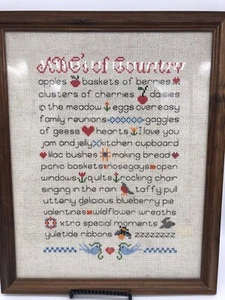 ABC's of Country
apples baskets of berries
clusters of cherries daisies
in the meadow eggs over easy
family reunions gaggles
of geese hearts I love you
jam and jelly kitchen cupboard
lilac bushes making bread
picnic baskets nosegays open
windows quilts rocking chair
singing in the rain taffy pull
utterly delicious blueberry pie
valentines wildflower wreaths
xtra special moments
yuletide ribbons zzzzzzzz